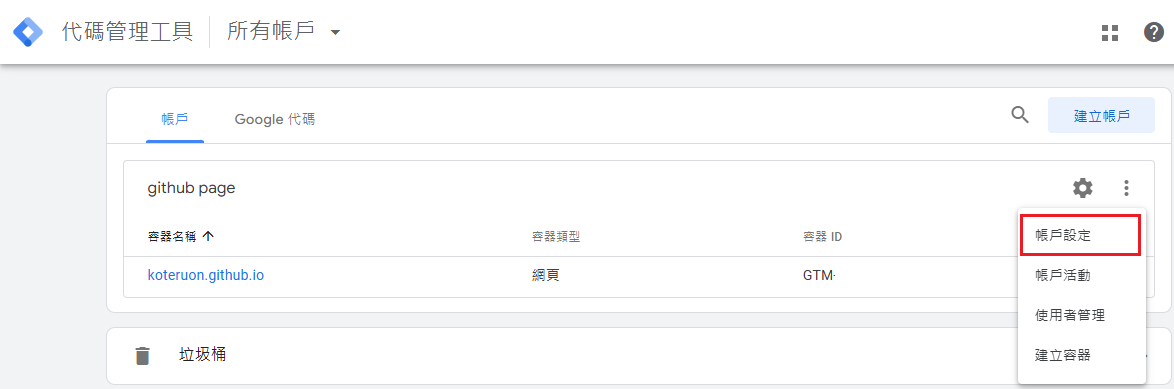 代碼管理工具 所有帳戶
帳戶 Google 代碼 建立帳戶
github page
容器名稱 容器類型 容器 ID
koteruon.github.io 網頁 GTM-
帳戶設定
帳戶活動
使用者管理
建立容器
垃圾桶